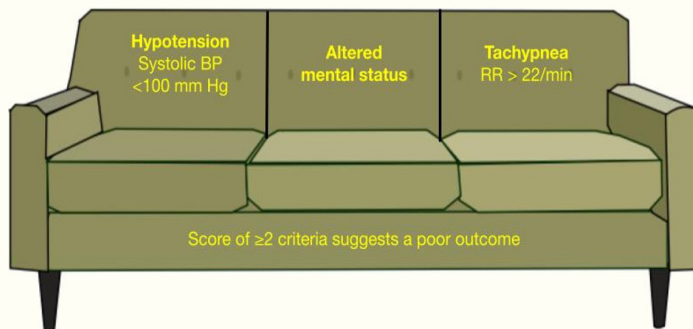 Hypotension
Systolic BP
<100 mm Hg
Altered
mental status
Tachypnea
RR > 22/min
Score of ≥2 criteria suggests a poor outcome